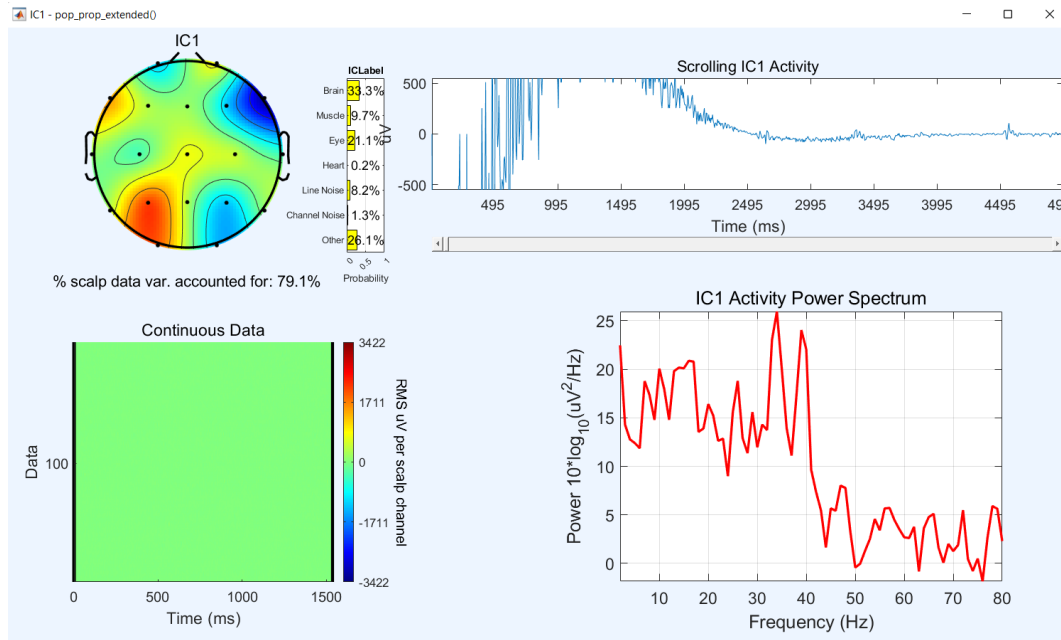 IC1 - pop_prop_extended()
IC1
ICLabel
Brain 33.3%
Muscle 9.7%
Eye 21.1%
Heart 0.2%
Line Noise 8.2%
Channel Noise 1.3%
Other 26.1%
0 0.5 1
Probability
% scalp data var. accounted for: 79.1%
Scrolling IC1 Activity
uV
500
0
-500
495 995 1495 1995 2495 2995 3495 3995 4495 4995
Time (ms)
Continuous Data
Data
100
0 500 1000 1500
Time (ms)
3422
1711
0
-1711
-3422
RMS uV per scalp channel
IC1 Activity Power Spectrum
Power 10*log10(uV2/Hz)
25
20
15
10
5
0
10 20 30 40 50 60 70 80
Frequency (Hz)